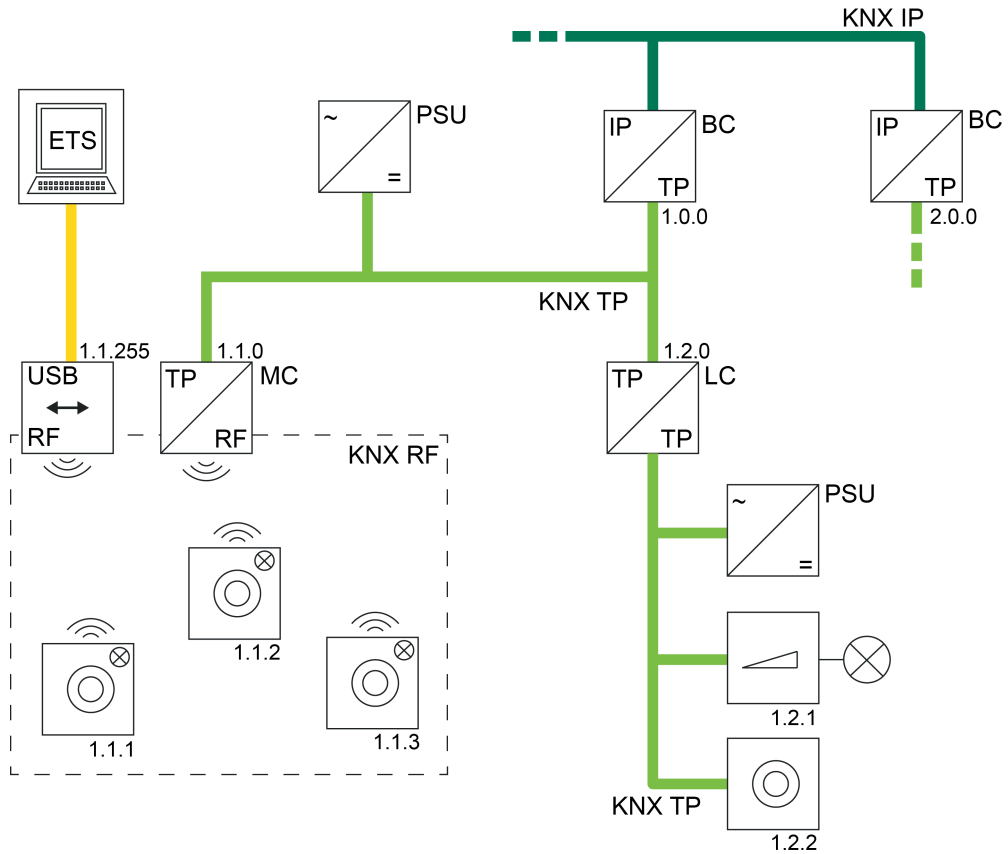 KNX IP
ETS
~
=
PSU
IP
TP
BC
1.0.0
IP
TP
BC
2.0.0
KNX TP
1.1.255
USB
RF
1.1.0
TP
RF
MC
1.2.0
TP
TP
LC
KNX RF
~
=
PSU
1.1.2
1.1.1
1.1.3
1.2.1
KNX TP
1.2.2